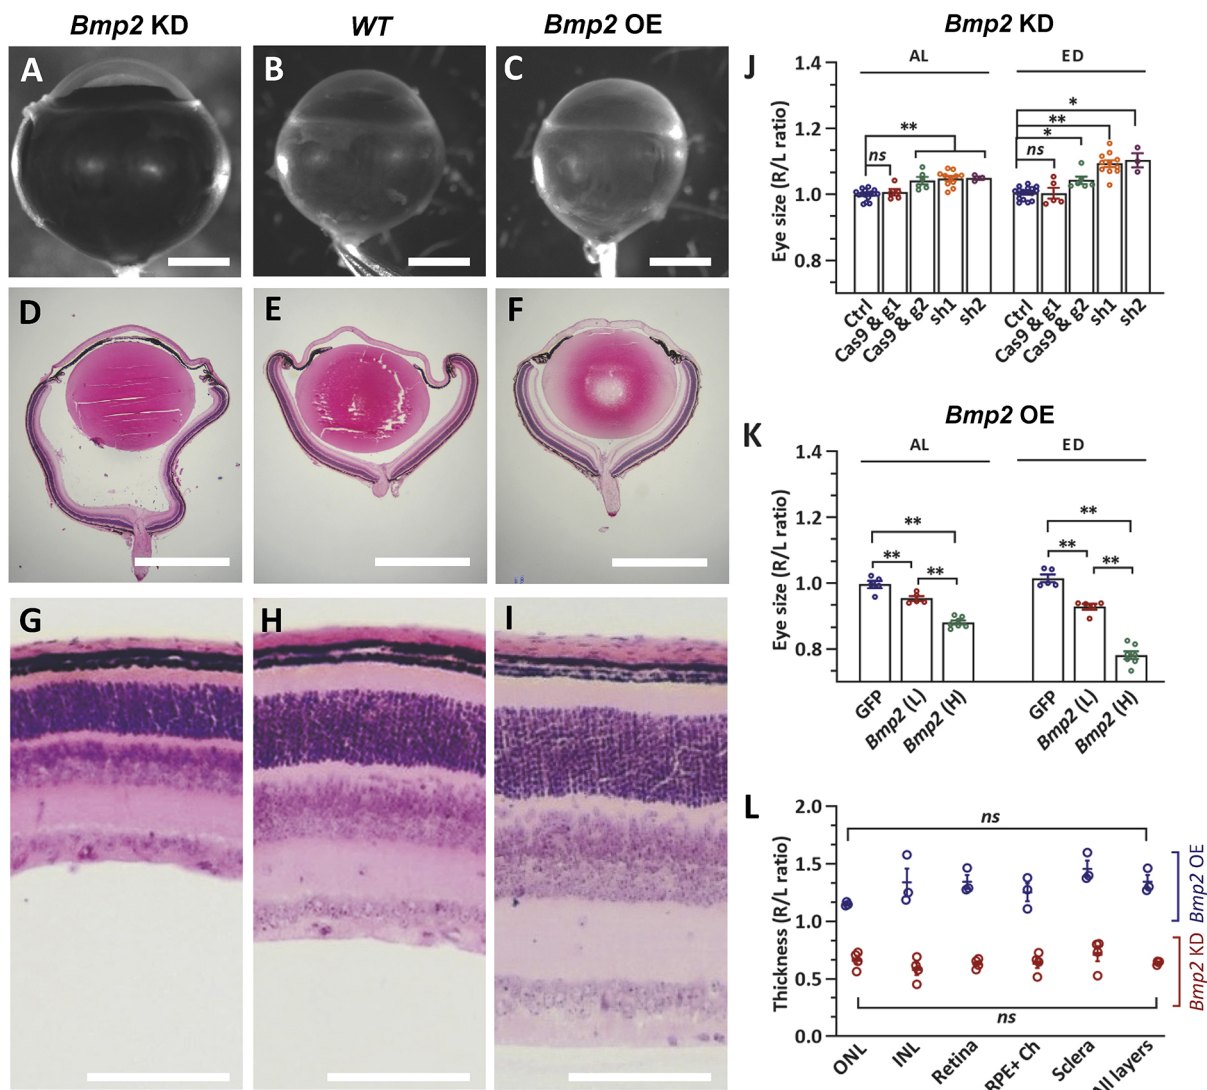 Bmp2 KD
WT
Bmp2 OE
A
B
C
D
E
F
G
H
I
J
Bmp2 KD
AL
ED
Eye size (R/L ratio)
1.4
1.2
1.0
0.8
ns
**
ns
*
**
*
Ctrl
Cas9 & g1
Cas9 & g2
sh1
sh2
Ctrl
Cas9 & g1
Cas9 & g2
sh1
sh2
K
Bmp2 OE
AL
ED
Eye size (R/L ratio)
1.4
1.2
1.0
0.8
**
**
**
**
**
**
GFP
Bmp2 (L)
Bmp2 (H)
GFP
Bmp2 (L)
Bmp2 (H)
L
Thickness (R/L ratio)
2.0
1.5
1.0
0.5
0.0
ns
ns
Bmp2 OE
Bmp2 KD
ONL
INL
Retina
RPE+ Ch
Sclera
All layers